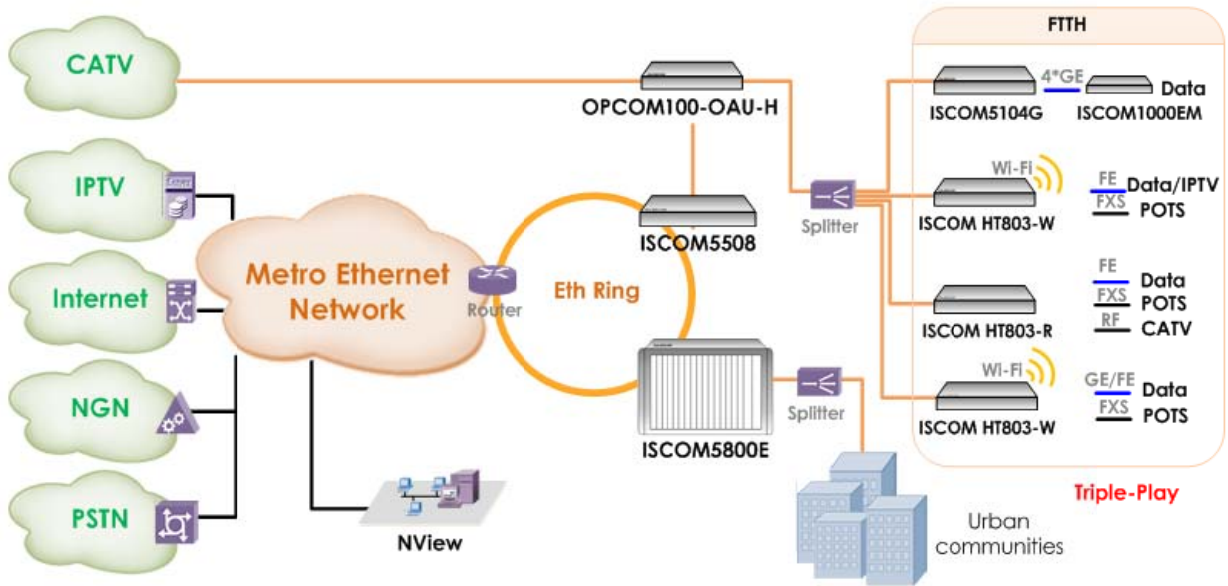 CATV
IPTV
Internet
NGN
PSTN
Metro Ethernet
Network
NView
Router
Eth Ring
OPCOM100-OAU-H
ISCOM5508
ISCOM5800E
Splitter
Splitter
Urban
communities
FTTH
ISCOM5104G
4*GE
ISCOM1000EM
Data
Wi-Fi
ISCOM HT803-W
FE
Data/IPTV
FXS
POTS
ISCOM HT803-R
FE
Data
FXS
POTS
RF
CATV
Wi-Fi
ISCOM HT803-W
GE/FE
Data
FXS
POTS
Triple-Play